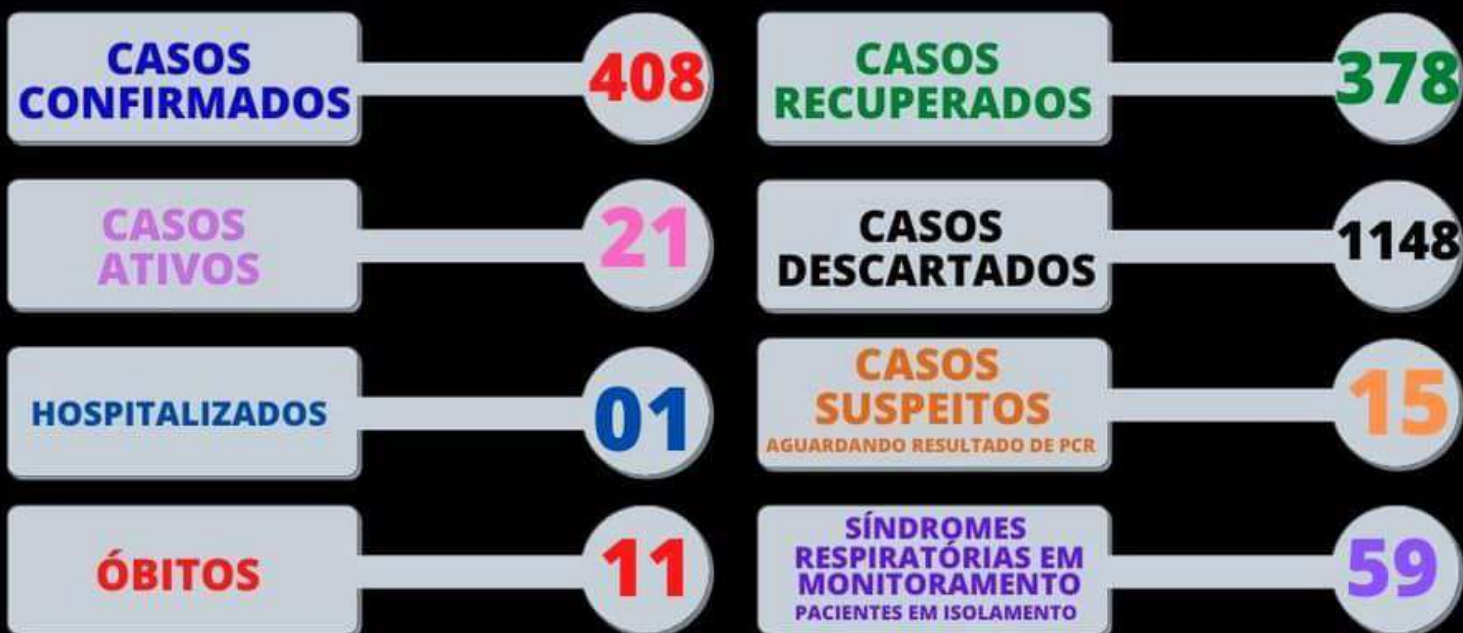 CASOS
CONFIRMADOS
408
CASOS
RECUPERADOS
378
CASOS
ATIVOS
21
CASOS
DESCARTADOS
1148
HOSPITALIZADOS
01
CASOS
SUSPEITOS
AGUARDANDO RESULTADO DE PCR
15
ÓBITOS
11
SÍNDROMES
RESPIRATÓRIAS EM
MONITORAMENTO
PACIENTES EM ISOLAMENTO
59